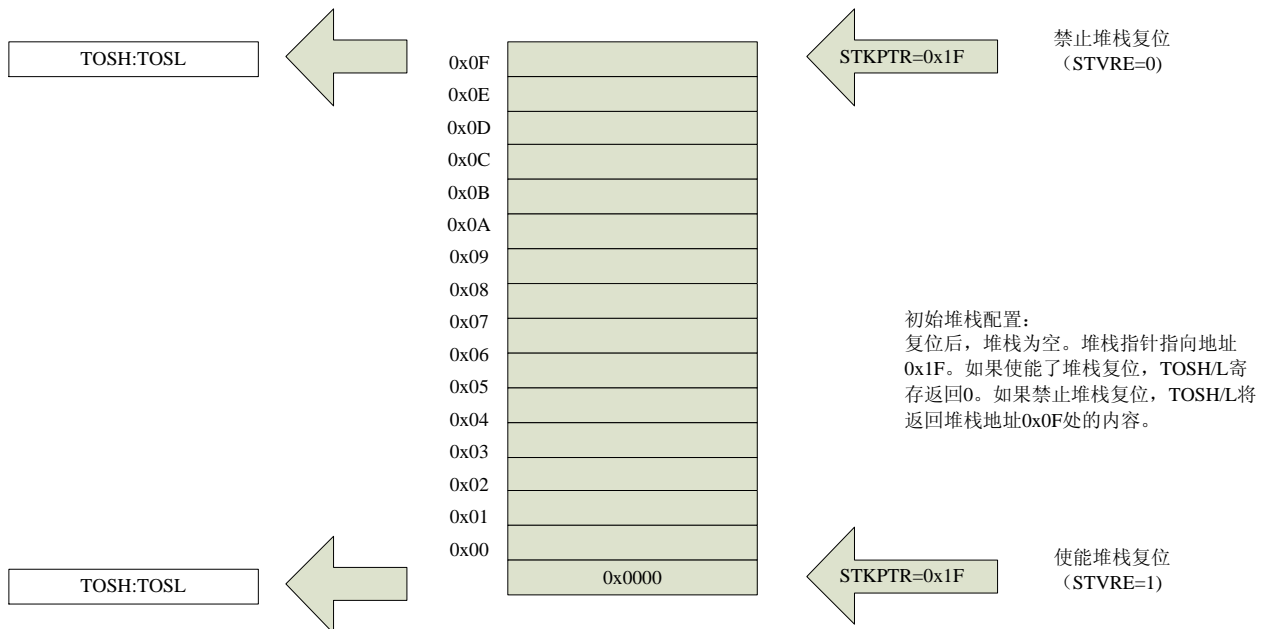 TOSH:TOSL
STKPTR=0x1F
禁止堆栈复位
（STVRE=0)
0x0F
0x0E
0x0D
0x0C
0x0B
0x0A
0x09
0x08
0x07
0x06
0x05
0x04
0x03
0x02
0x01
0x00
初始堆栈配置：
复位后，堆栈为空。堆栈指针指向地址
0x1F。如果使能了堆栈复位，TOSH/L寄
存返回0。如果禁止堆栈复位，TOSH/L将
返回堆栈地址0x0F处的内容。
TOSH:TOSL
0x0000
STKPTR=0x1F
使能堆栈复位
（STVRE=1)